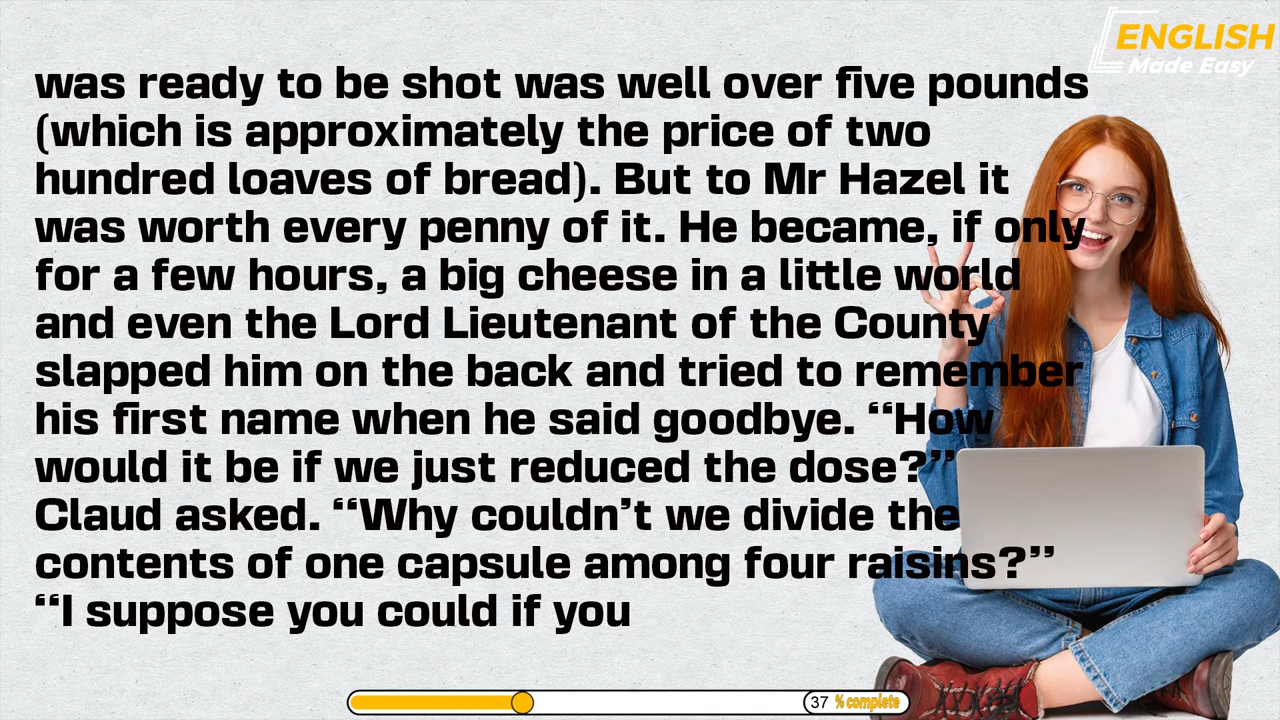 ENGLISH
Made Easy
was ready to be shot was well over five pounds
(which is approximately the price of two
hundred loaves of bread). But to Mr Hazel it
was worth every penny of it. He became, if only
for a few hours, a big cheese in a little world
and even the Lord Lieutenant of the County
slapped him on the back and tried to remember
his first name when he said goodbye. “How
would it be if we just reduced the dose?”
Claud asked. “Why couldn’t we divide the
contents of one capsule among four raisins?”
“I suppose you could if you
37 % complete